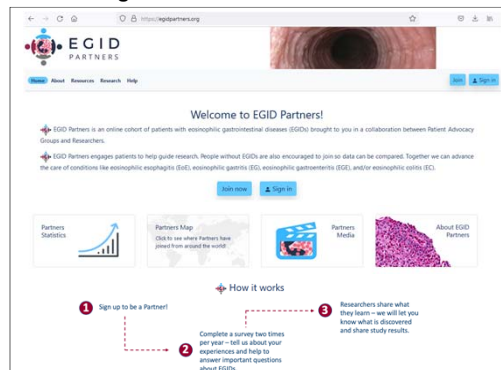 https://egidpartners.org
EGID
PARTNERS
Home About Resources Research Help
Join Sign in
Welcome to EGID Partners!
EGID Partners is an online cohort of patients with eosinophilic gastrointestinal diseases (EGIDs) brought to you in a collaboration between Patient Advocacy
Groups and Researchers.
EGID Partners engages patients to help guide research. People without EGIDs are also encouraged to join so data can be compared. Together we can advance
the care of conditions like eosinophilic esophagitis (EoE), eosinophilic gastritis (EG), eosinophilic gastroenteritis (EGE), and/or eosinophilic colitis (EC).
Join now Sign in
Partners
Statistics
Partners Map
Click to see where Partners have
joined from around the world!
Partners
Media
About EGID
Partners
How it works
1 Sign up to be a Partner!
2 Complete a survey two times
per year – tell us about your
experiences and help to
answer important questions
about EGIDs.
3 Researchers share what
they learn – we will let you
know what is discovered
and share study results.